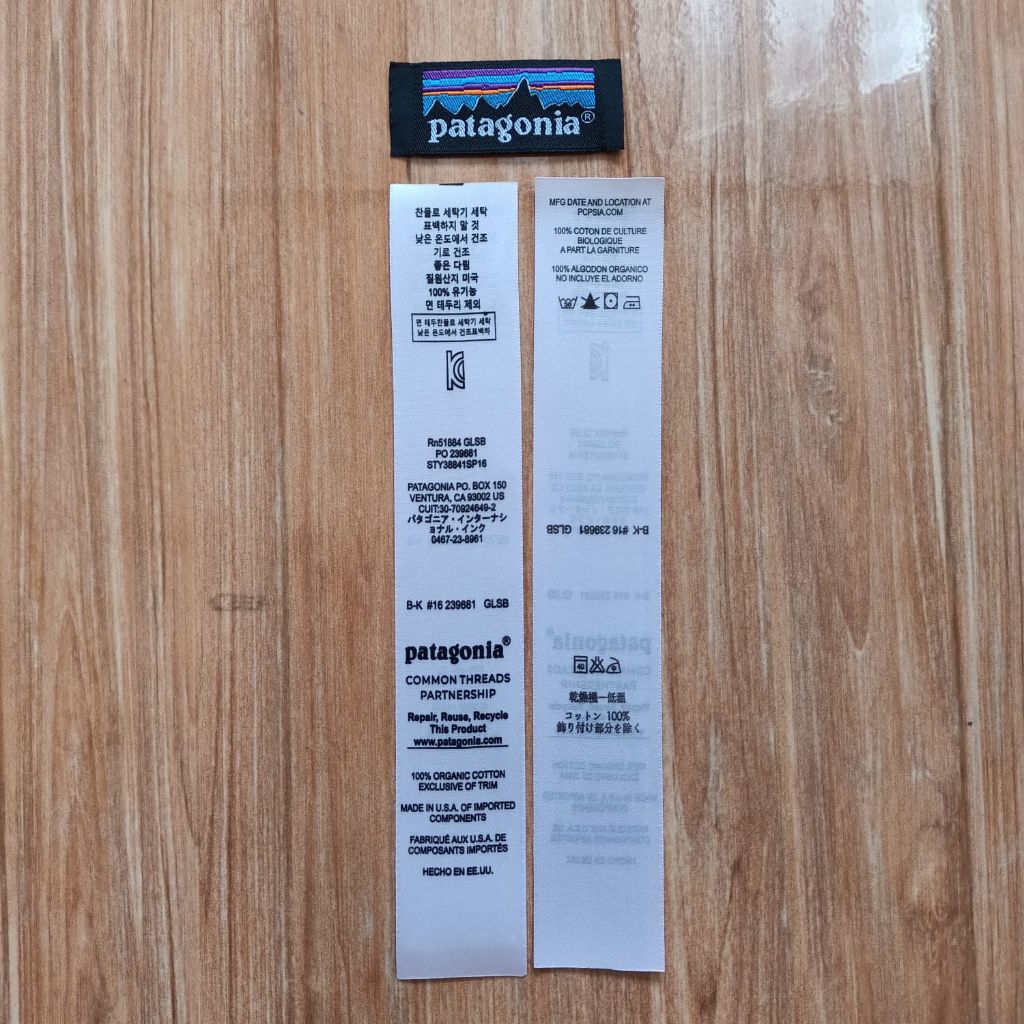 patagonia®
찬물로 세탁기 세탁
표백하지 말 것
낮은 온도에서 건조
기로 건조
좋은 다림
질원산지 미국
100% 유기능
면 테두리 제외
면 테두찬물로 세탁기 세탁
낮은 온도에서 건조표백하
Rn51884 GLSB
PO 239681
STY38841SP16
PATAGONIA PO. BOX 150
VENTURA, CA 93002 US
CUIT:30-70924649-2
パタゴニア・インターナシ
ョナル・インク
0467-23-8961
B-K #16 239681 GLSB
patagonia®
COMMON THREADS
PARTNERSHIP
Repair, Reuse, Recycle
This Product
www.patagonia.com
100% ORGANIC COTTON
EXCLUSIVE OF TRIM
MADE IN U.S.A. OF IMPORTED
COMPONENTS
FABRIQUÉ AUX U.S.A. DE
COMPOSANTS IMPORTÉS
HECHO EN EE.UU.
MFG DATE AND LOCATION AT
PCPSIA.COM
100% COTON DE CULTURE
BIOLOGIQUE
A PART LA GARNITURE
100% ALGODON ORGANICO
NO INCLUYE EL ADORNO
30
B-K #16 239681 GLSB
40
乾燥機一低温
コットン 100%
飾り付け部分を除く